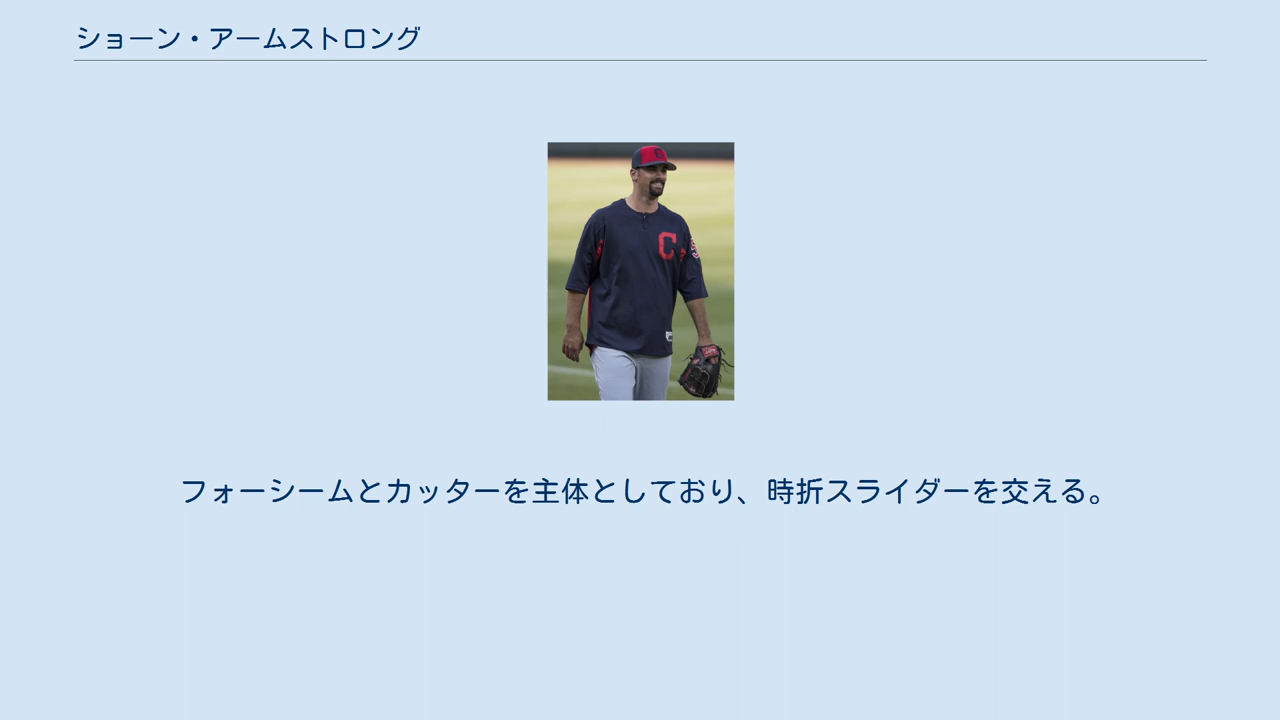 ショーン・アームストロング
C
フォーシームとカッターを主体としており、時折スライダーを交える。